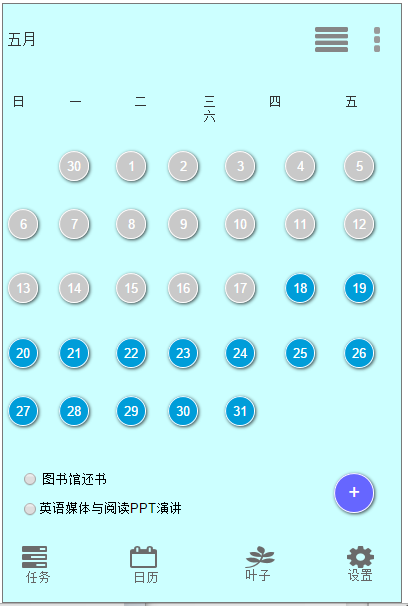 五月
日 一 二 三 四 五
六
30 1 2 3 4 5
6 7 8 9 10 11 12
13 14 15 16 17 18 19
20 21 22 23 24 25 26
27 28 29 30 31
图书馆还书
英语媒体与阅读PPT演讲
+
任务 日历 叶子 设置